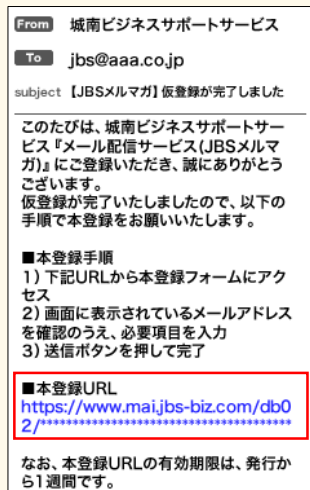 From 城南ビジネスサポートサービス
To jbs@aaa.co.jp
subject 【JBSメルマガ】仮登録が完了しました
このたびは、城南ビジネスサポートサー
ビス『メール配信サービス(JBSメルマ
ガ)』にご登録いただき、誠にありがとう
ございます。
仮登録が完了いたしましたので、以下の
手順で本登録をお願いいたします。
■本登録手順
1)下記URLから本登録フォームにアク
セス
2)画面に表示されているメールアドレス
を確認のうえ、必要項目を入力
3)送信ボタンを押して完了
■本登録URL
https://www.mai.jbs-biz.com/db0
2/***************************************
なお、本登録URLの有効期限は、発行か
ら1週間です。